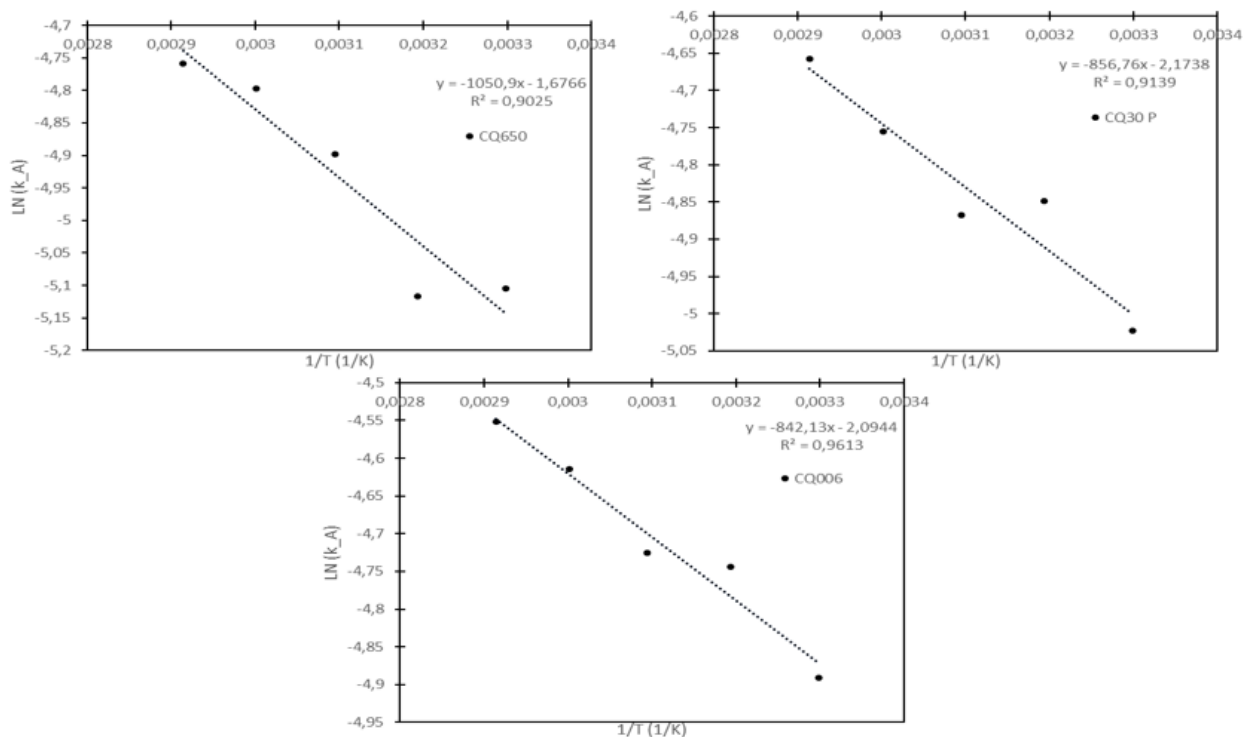 -4,7
0,0028 0,0029 0,003 0,0031 0,0032 0,0033 0,0034
-4,75
-4,8
-4,85
-4,9
-4,95
-5
-5,05
-5,1
-5,15
-5,2
LN (k_A)
y = -1050,9x - 1,6766
R² = 0,9025
CQ650
1/T (1/K)
-4,6
0,0028 0,0029 0,003 0,0031 0,0032 0,0033 0,0034
-4,65
-4,7
-4,75
-4,8
-4,85
-4,9
-4,95
-5
-5,05
LN (k_A)
y = -856,76x - 2,1738
R² = 0,9139
CQ30 P
1/T (1/K)
-4,5
0,0028 0,0029 0,003 0,0031 0,0032 0,0033 0,0034
-4,55
-4,6
-4,65
-4,7
-4,75
-4,8
-4,85
-4,9
-4,95
LN (k_A)
y = -842,13x - 2,0944
R² = 0,9613
CQ006
1/T (1/K)